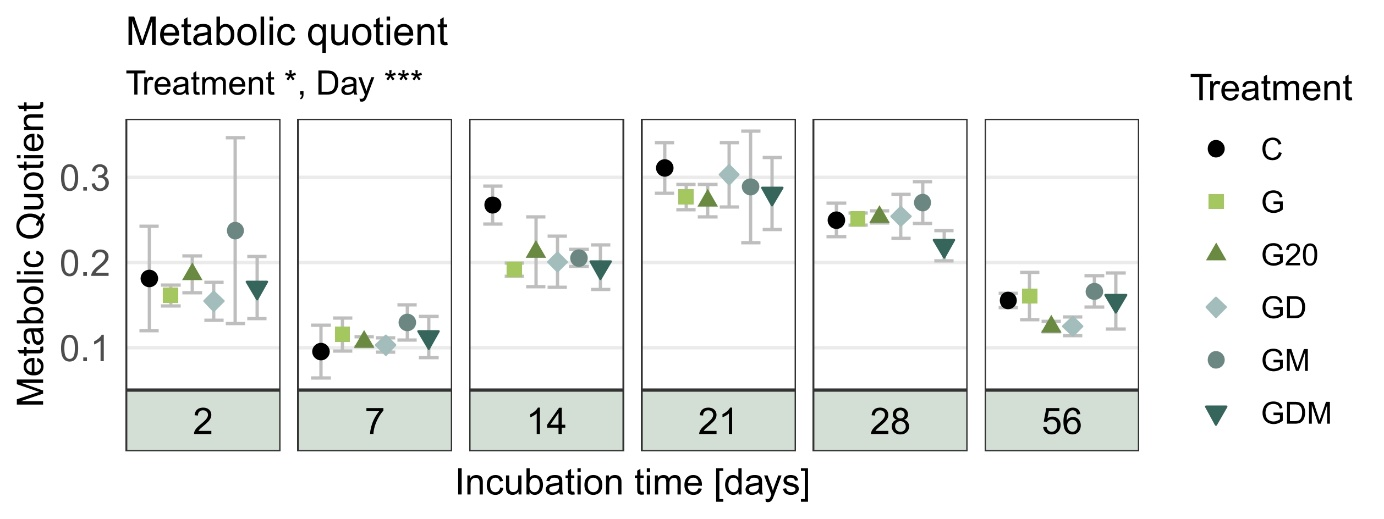 Metabolic quotient
Treatment *, Day ***
Metabolic Quotient
0.3
0.2
0.1
2
7
14
21
28
56
Incubation time [days]
Treatment
C
G
G20
GD
GM
GDM